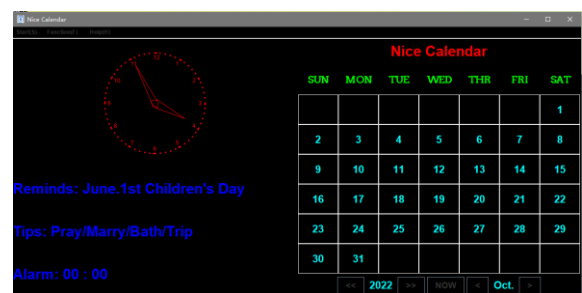 Nice Calendar
Nice Calendar
SUN MON TUE WED THR FRI SAT
1
2 3 4 5 6 7 8
9 10 11 12 13 14 15
16 17 18 19 20 21 22
23 24 25 26 27 28 29
30 31
<< 2022 >> NOW < Oct. >
Reminds: June.1st Children's Day
Tips: Pray/Marry/Bath/Trip
Alarm: 00 : 00